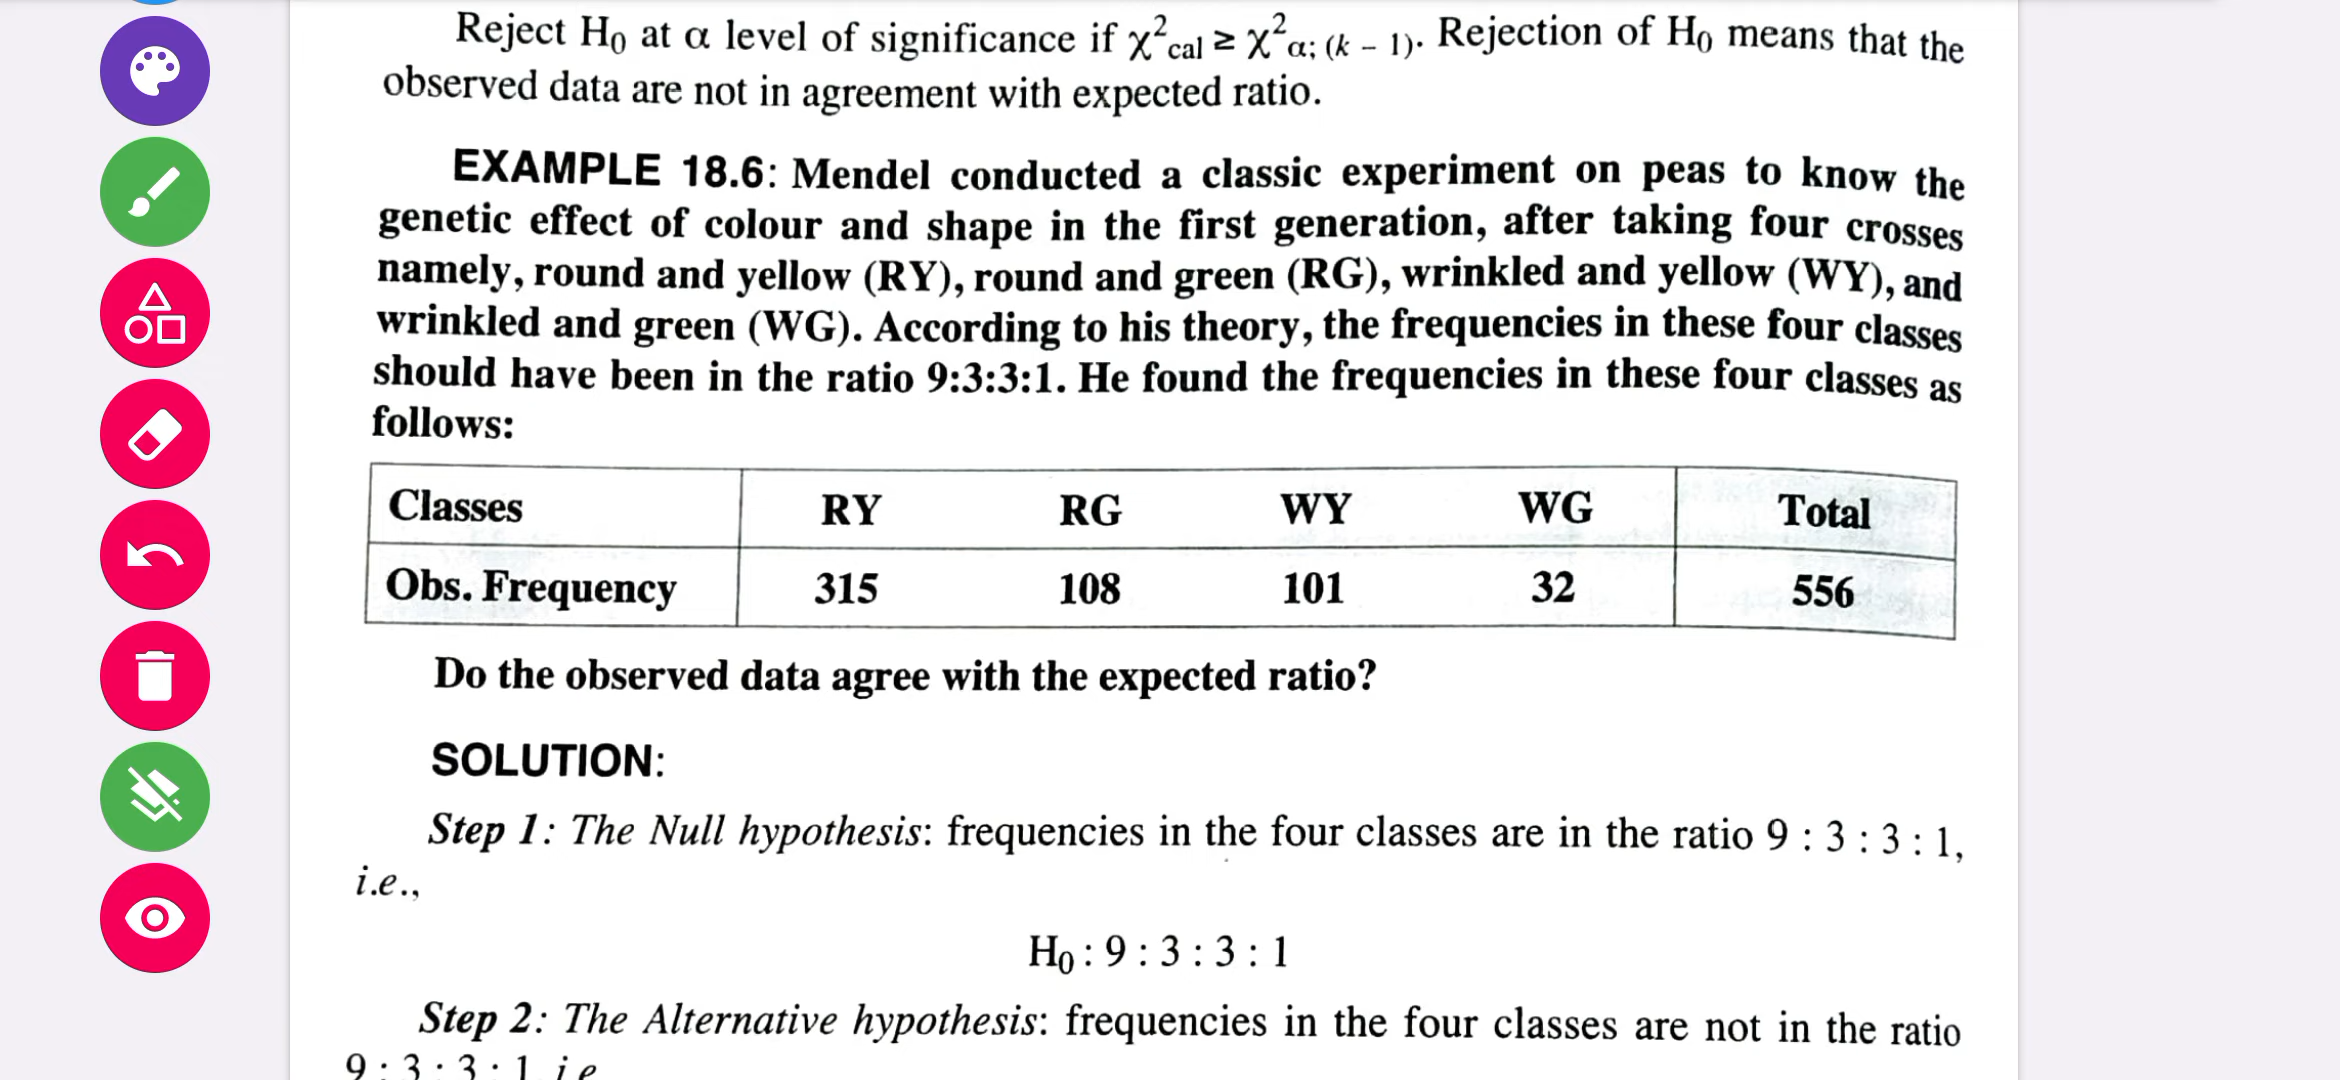 Reject H₀ at α level of significance if χ²cal ≥ χ²α; (k – 1). Rejection of H₀ means that the
observed data are not in agreement with expected ratio.
EXAMPLE 18.6: Mendel conducted a classic experiment on peas to know the
genetic effect of colour and shape in the first generation, after taking four crosses
namely, round and yellow (RY), round and green (RG), wrinkled and yellow (WY), and
wrinkled and green (WG). According to his theory, the frequencies in these four classes
should have been in the ratio 9:3:3:1. He found the frequencies in these four classes as
follows:
Classes RY RG WY WG Total
Obs. Frequency 315 108 101 32 556
Do the observed data agree with the expected ratio?
SOLUTION:
Step 1: The Null hypothesis: frequencies in the four classes are in the ratio 9 : 3 : 3 : 1,
i.e.,
H₀ : 9 : 3 : 3 : 1
Step 2: The Alternative hypothesis: frequencies in the four classes are not in the ratio
9 : 3 : 3 : 1 i.e